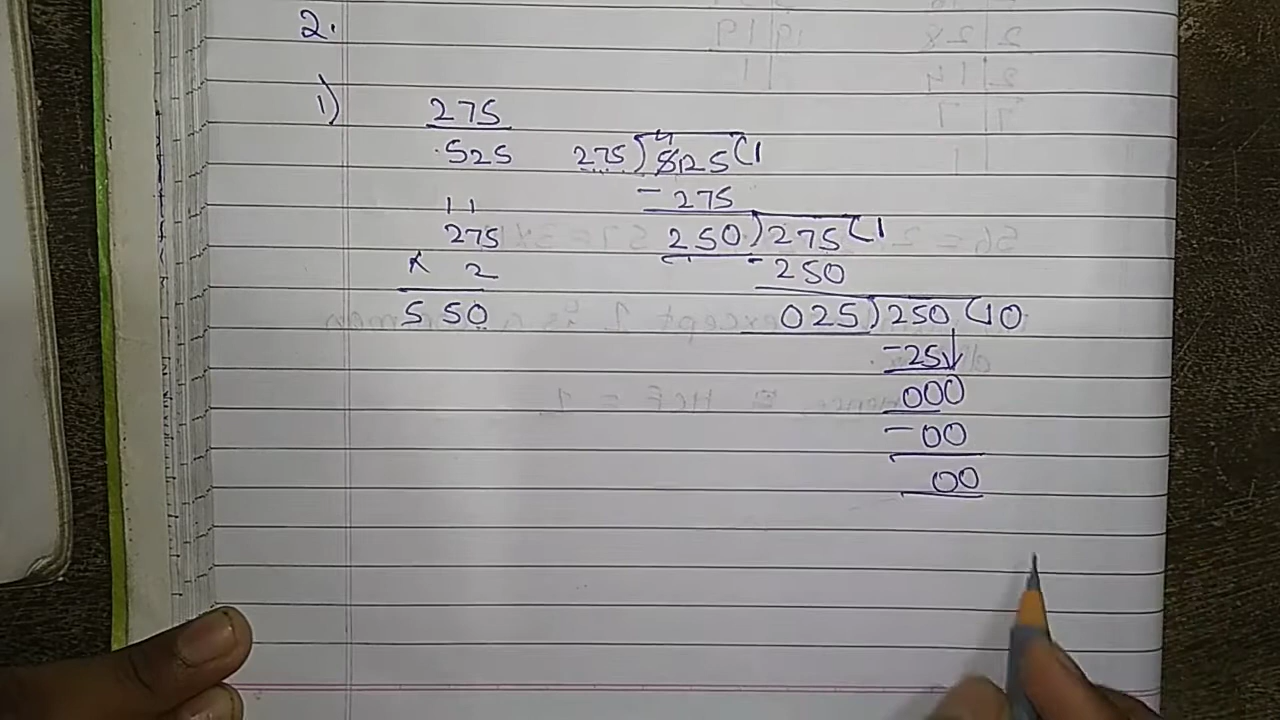 2.
1) 275
525 275 ) 525 ( 1
- 275
11
275 250 ) 275 ( 1
× 2 - 250
550 025 ) 250 ( 10
- 25
000
- 00
00